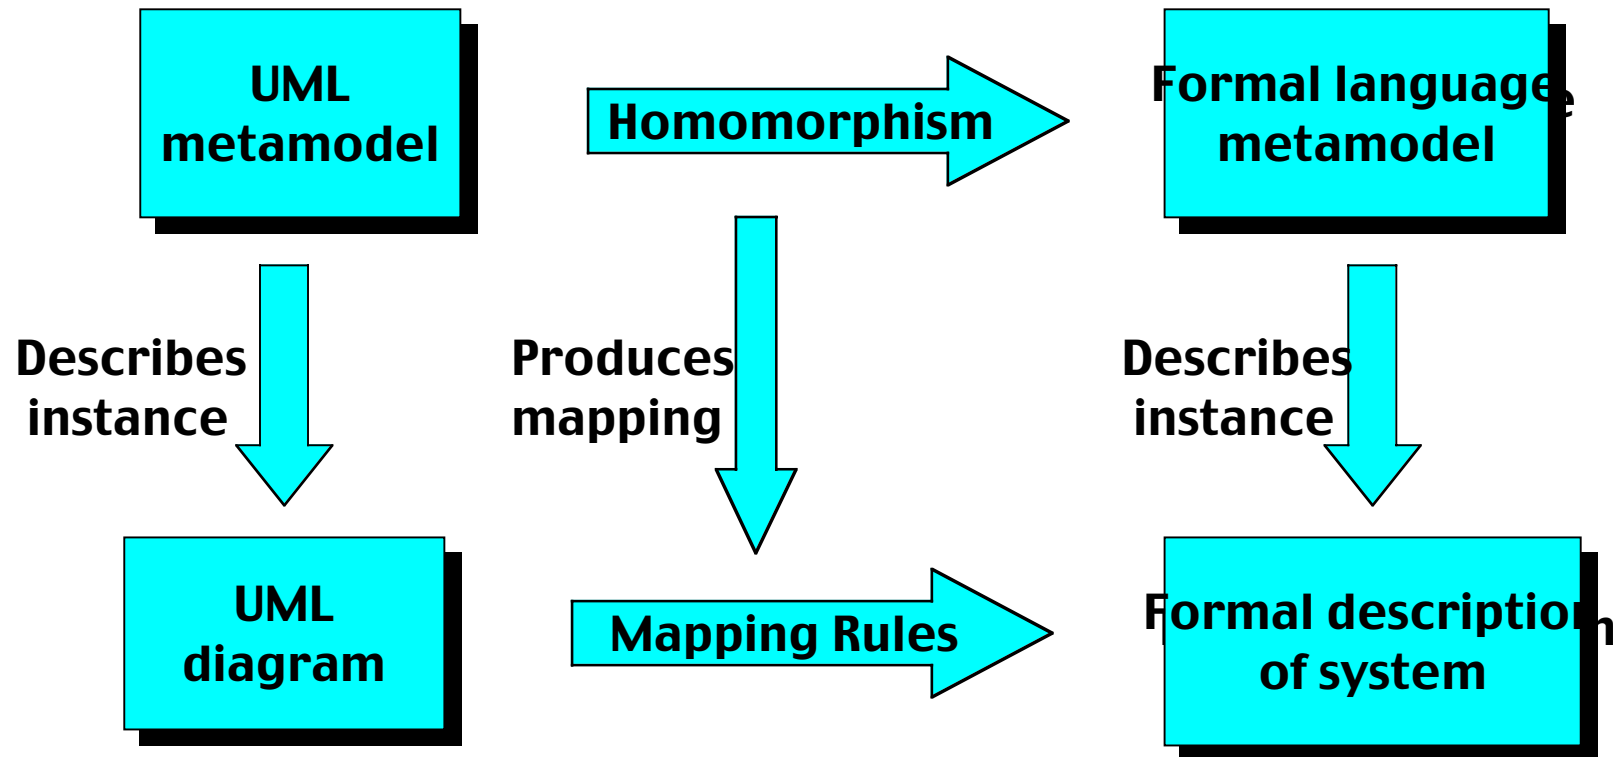 UML
metamodel
Homomorphism
Formal language
metamodel
Describes
instance
Produces
mapping
Describes
instance
UML
diagram
Mapping Rules
Formal description
of system